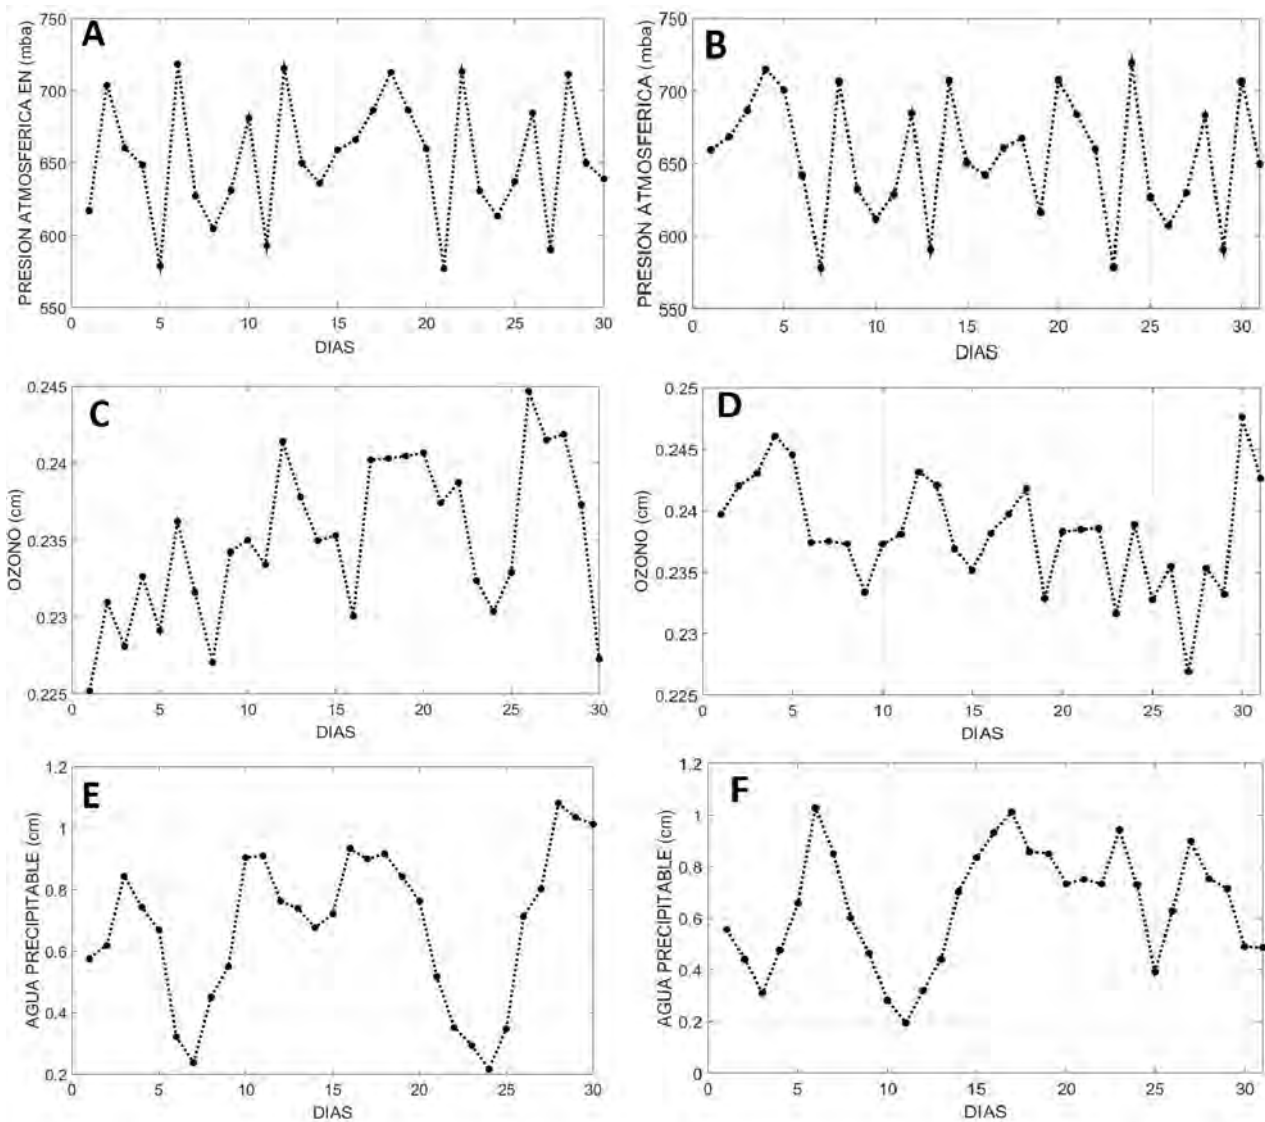 A
PRESION ATMOSFERICA EN (mba)
750
700
650
600
550
0 5 10 15 20 25 30
DIAS
B
PRESION ATMOSFERICA (mba)
750
700
650
600
550
0 5 10 15 20 25 30
DIAS
C
OZONO (cm)
0.245
0.24
0.235
0.23
0.225
0 5 10 15 20 25 30
DIAS
D
OZONO (cm)
0.25
0.245
0.24
0.235
0.23
0.225
0 5 10 15 20 25 30
DIAS
E
AGUA PRECIPITABLE (cm)
1.2
1
0.8
0.6
0.4
0.2
0 5 10 15 20 25 30
DIAS
F
AGUA PRECIPITABLE (cm)
1.2
1
0.8
0.6
0.4
0.2
0
0 5 10 15 20 25 30
DIAS